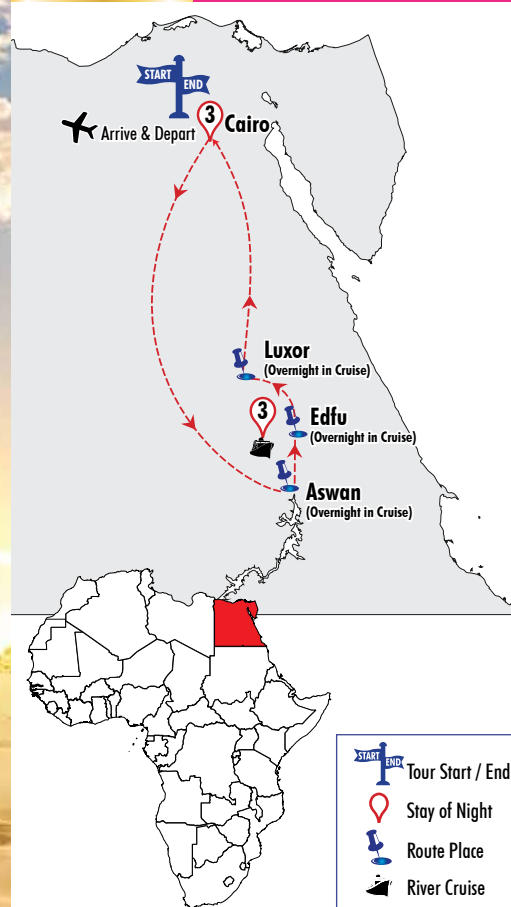 START
END
3
Cairo
Arrive & Depart
Luxor
(Overnight in Cruise)
3
Edfu
(Overnight in Cruise)
Aswan
(Overnight in Cruise)
START
END
Tour Start / End
Stay of Night
Route Place
River Cruise